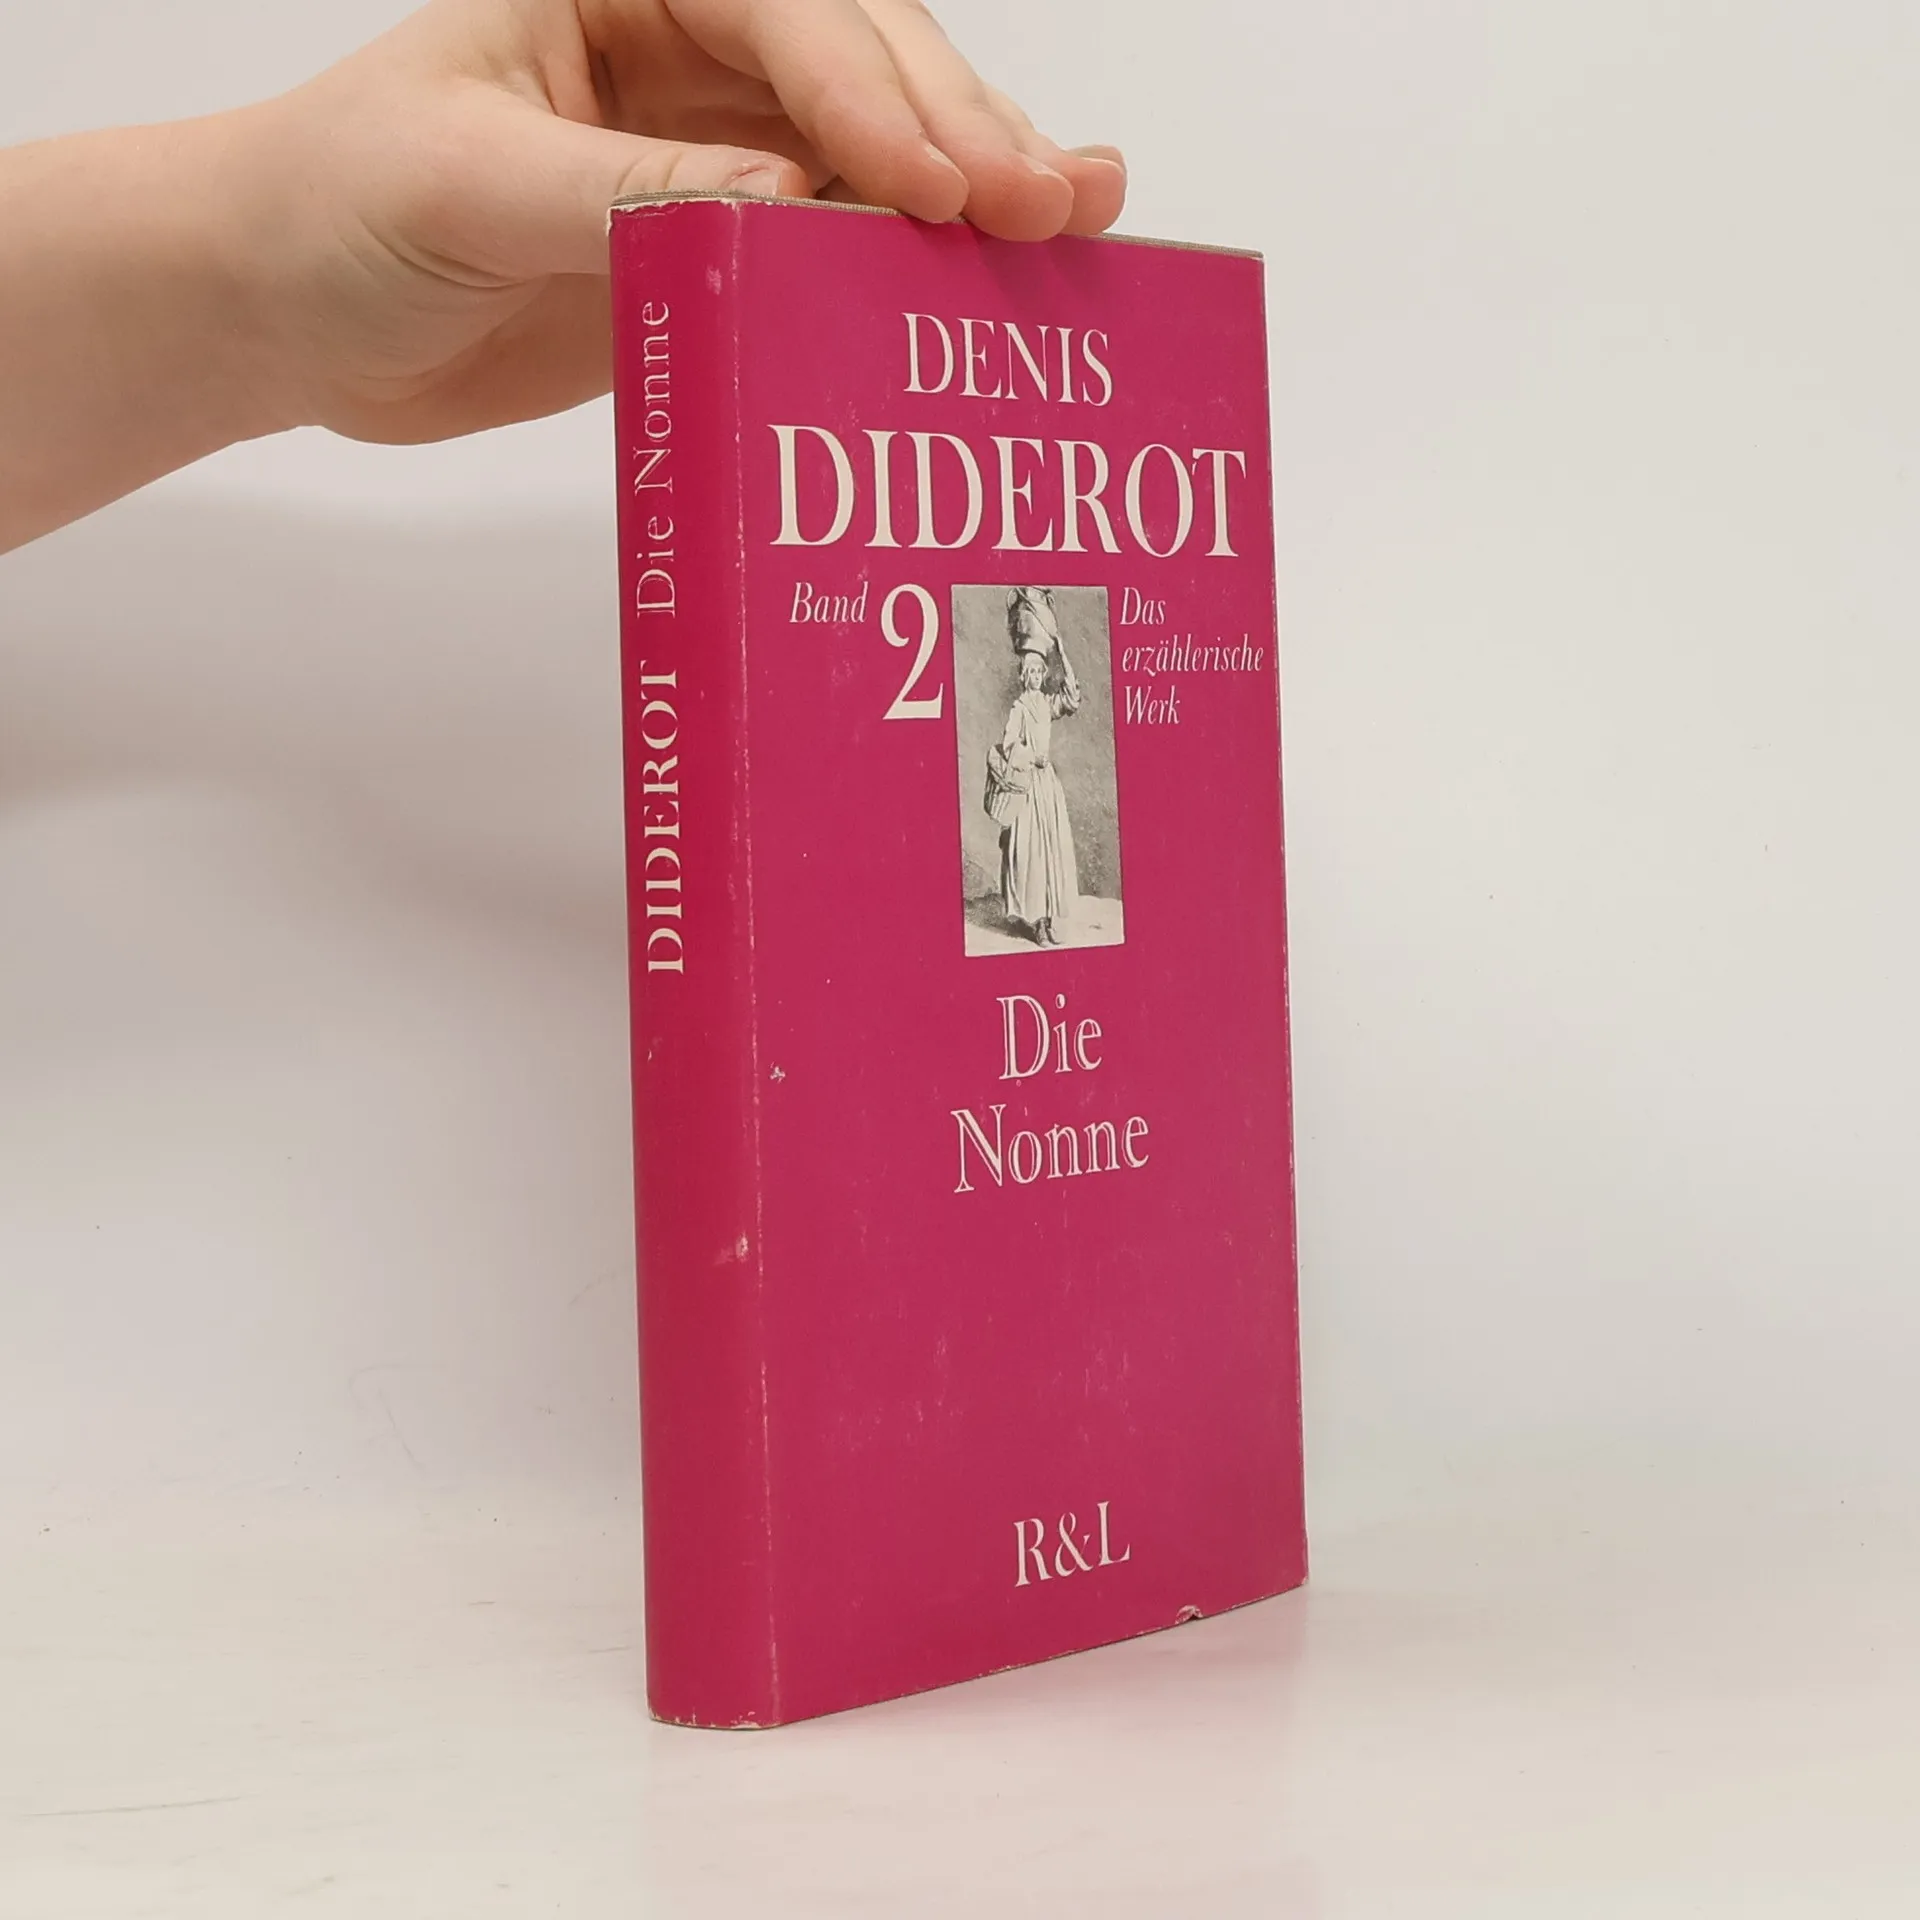 DIDEROT Die Nonne
DENIS
DIDEROT
Band 2
Das
erzählerische
Werk
Die
Nonne
R&L